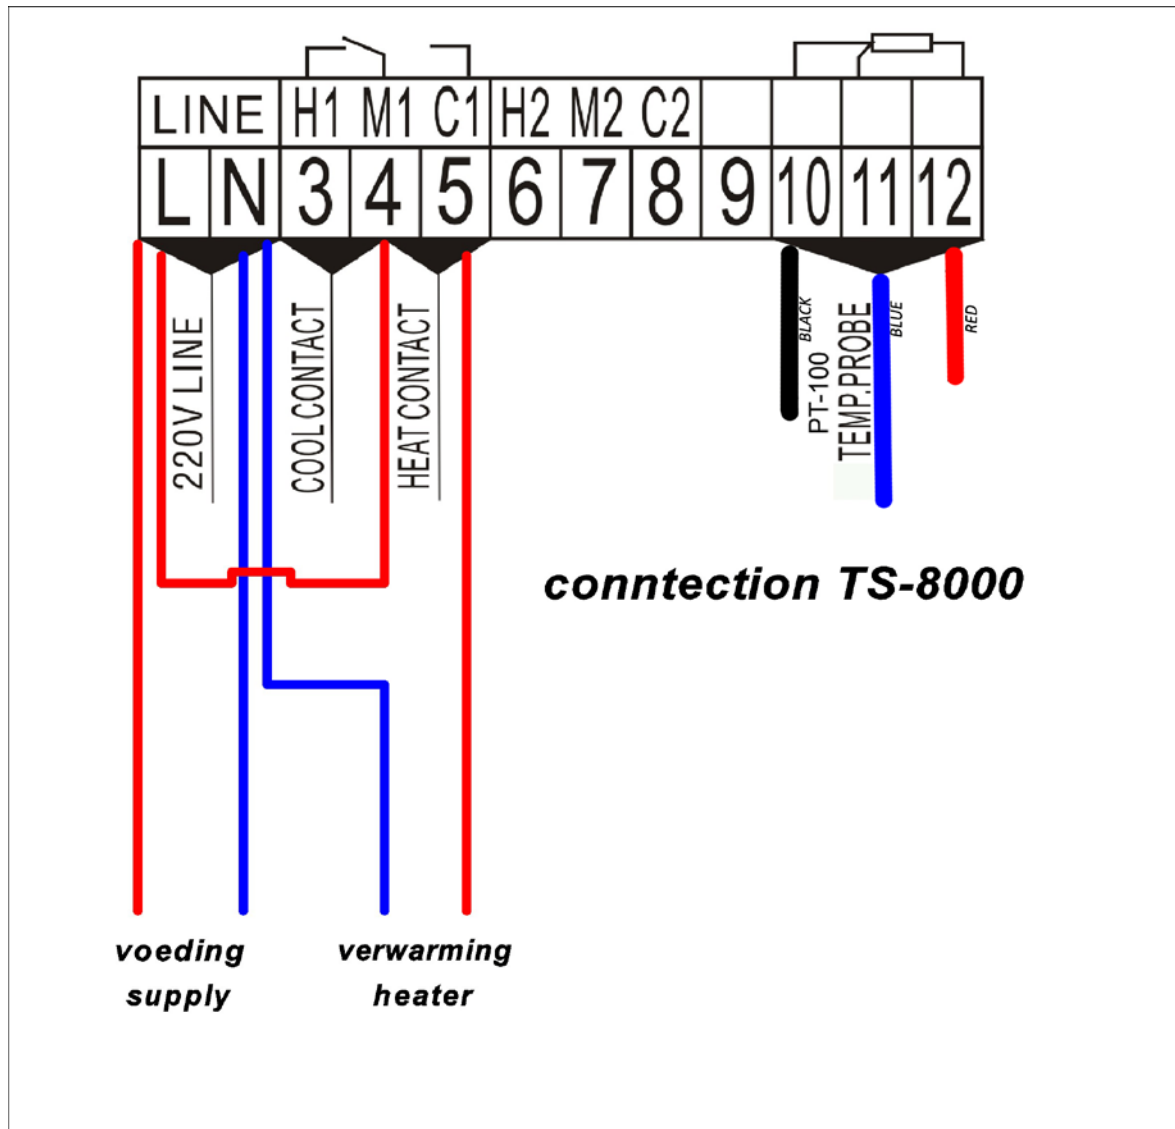 LINE H1 M1 C1 H2 M2 C2
L N 3 4 5 6 7 8 9 10 11 12
220V LINE
COOL CONTACT
HEAT CONTACT
BLACK
PT-100
TEMP.PROBE
BLUE
RED
conntection TS-8000
voeding
supply
verwarming
heater